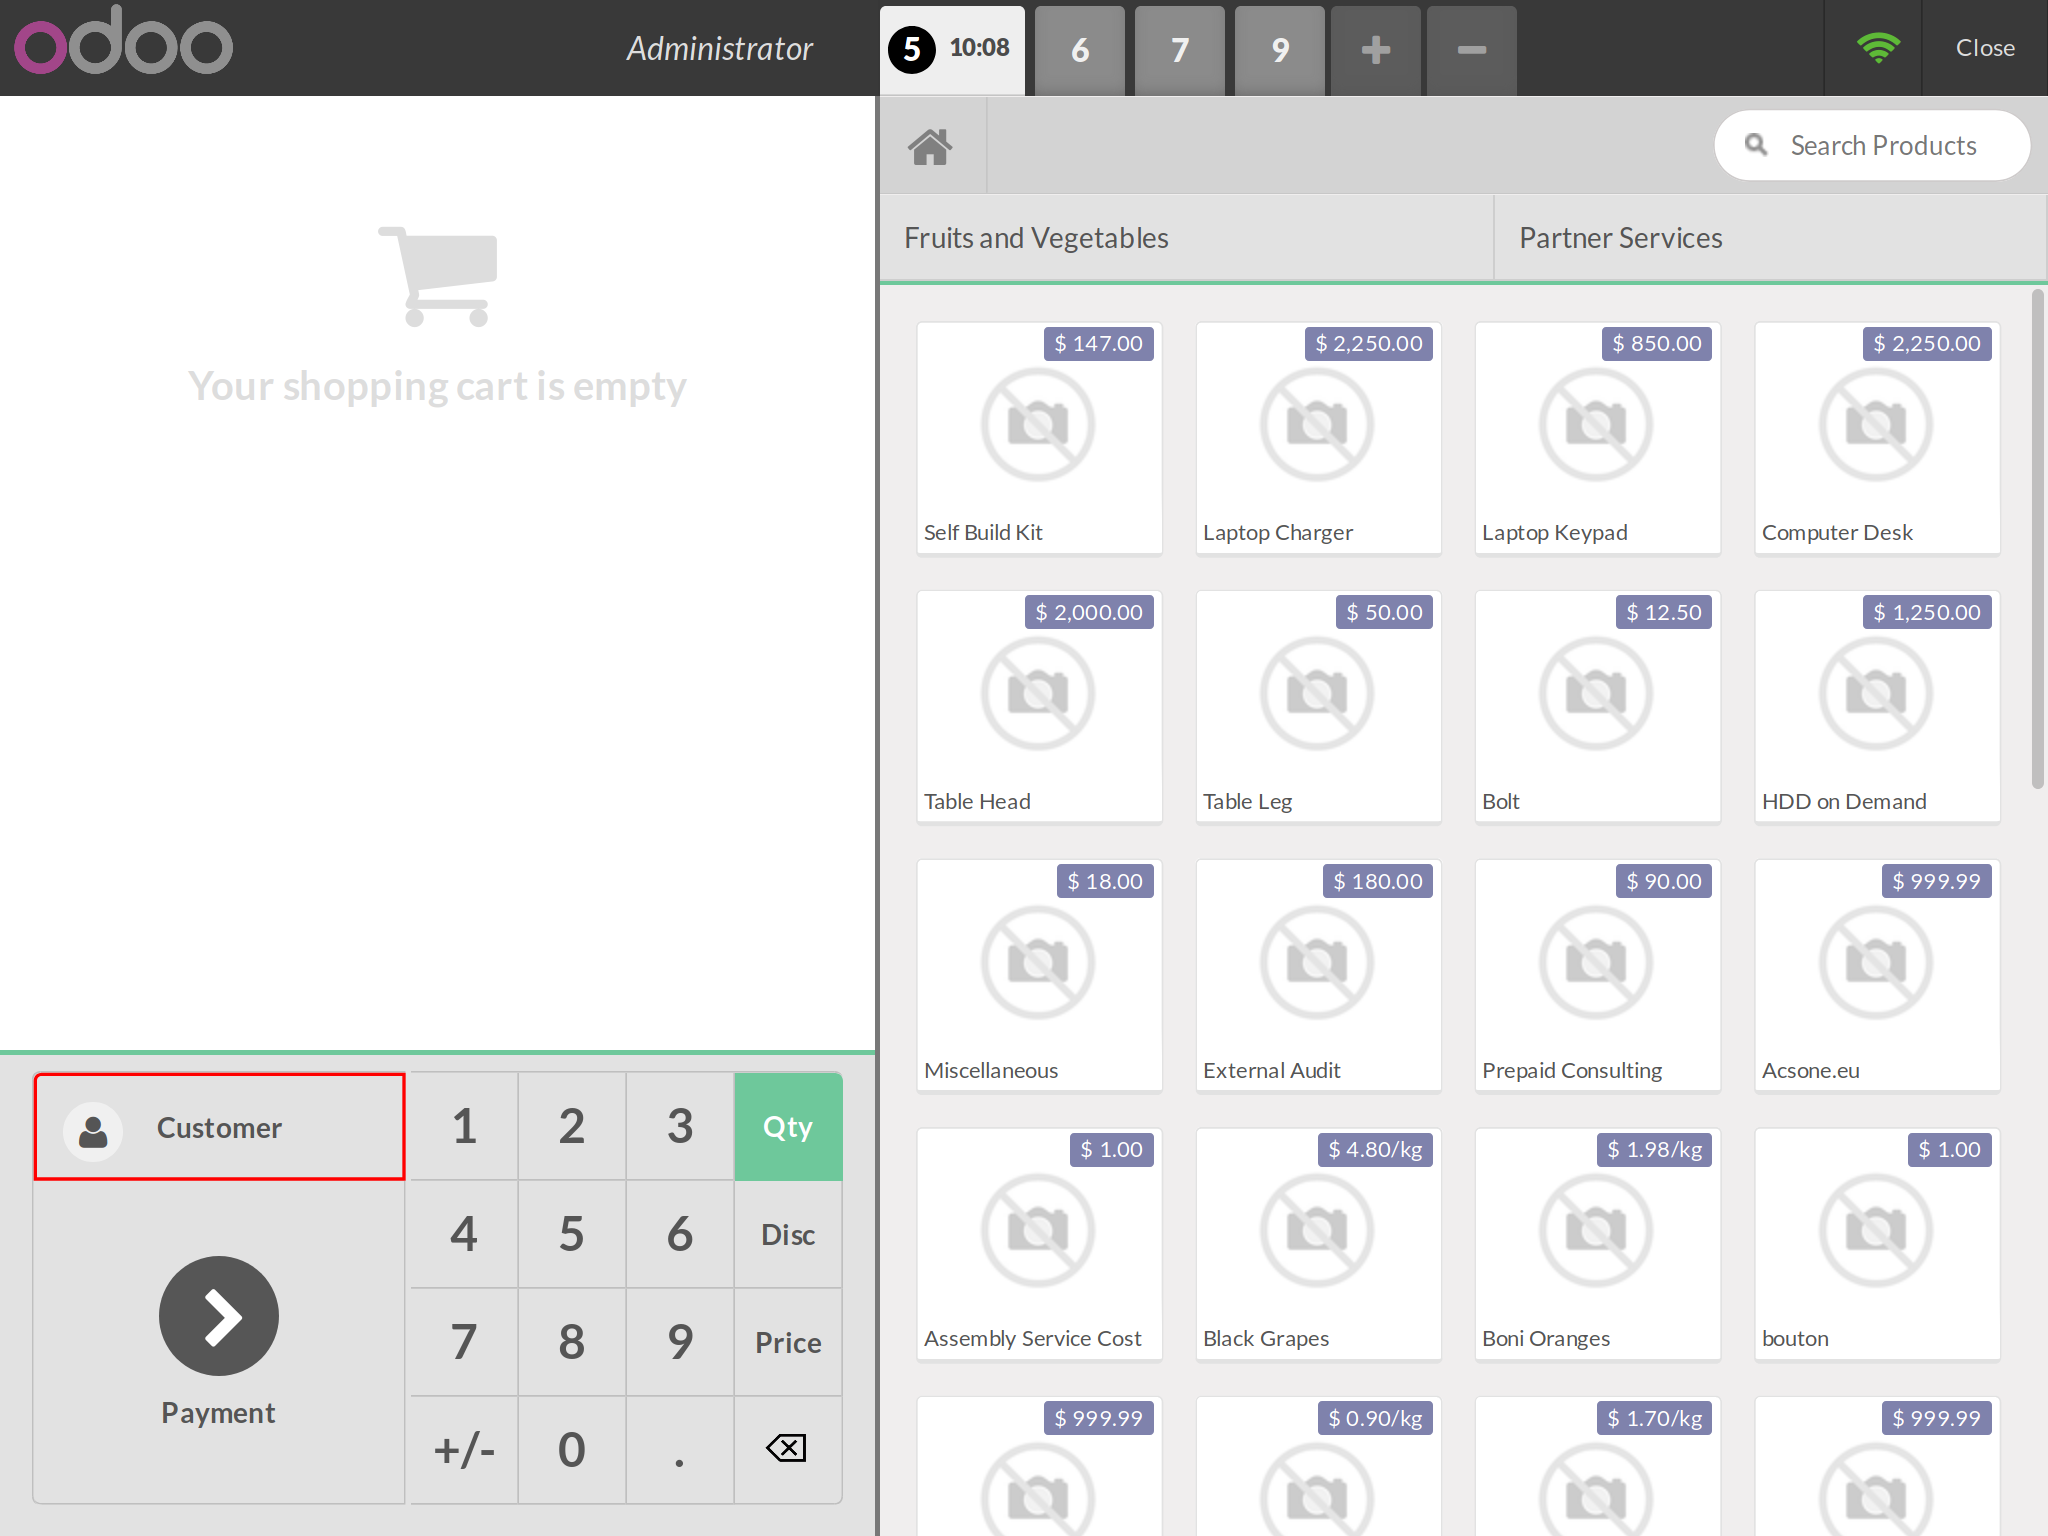 odoo
Administrator
5 10:08 6 7 9 + -
Close
Search Products
Fruits and Vegetables Partner Services
Your shopping cart is empty
$ 147.00 $ 2,250.00 $ 850.00 $ 2,250.00
Self Build Kit Laptop Charger Laptop Keypad Computer Desk
$ 2,000.00 $ 50.00 $ 12.50 $ 1,250.00
Table Head Table Leg Bolt HDD on Demand
$ 18.00 $ 180.00 $ 90.00 $ 999.99
Miscellaneous External Audit Prepaid Consulting Acsone.eu
$ 1.00 $ 4.80/kg $ 1.98/kg $ 1.00
Assembly Service Cost Black Grapes Boni Oranges bouton
$ 999.99 $ 0.90/kg $ 1.70/kg $ 999.99
Customer
Payment
1 2 3 Qty
4 5 6 Disc
7 8 9 Price
+/- 0 .